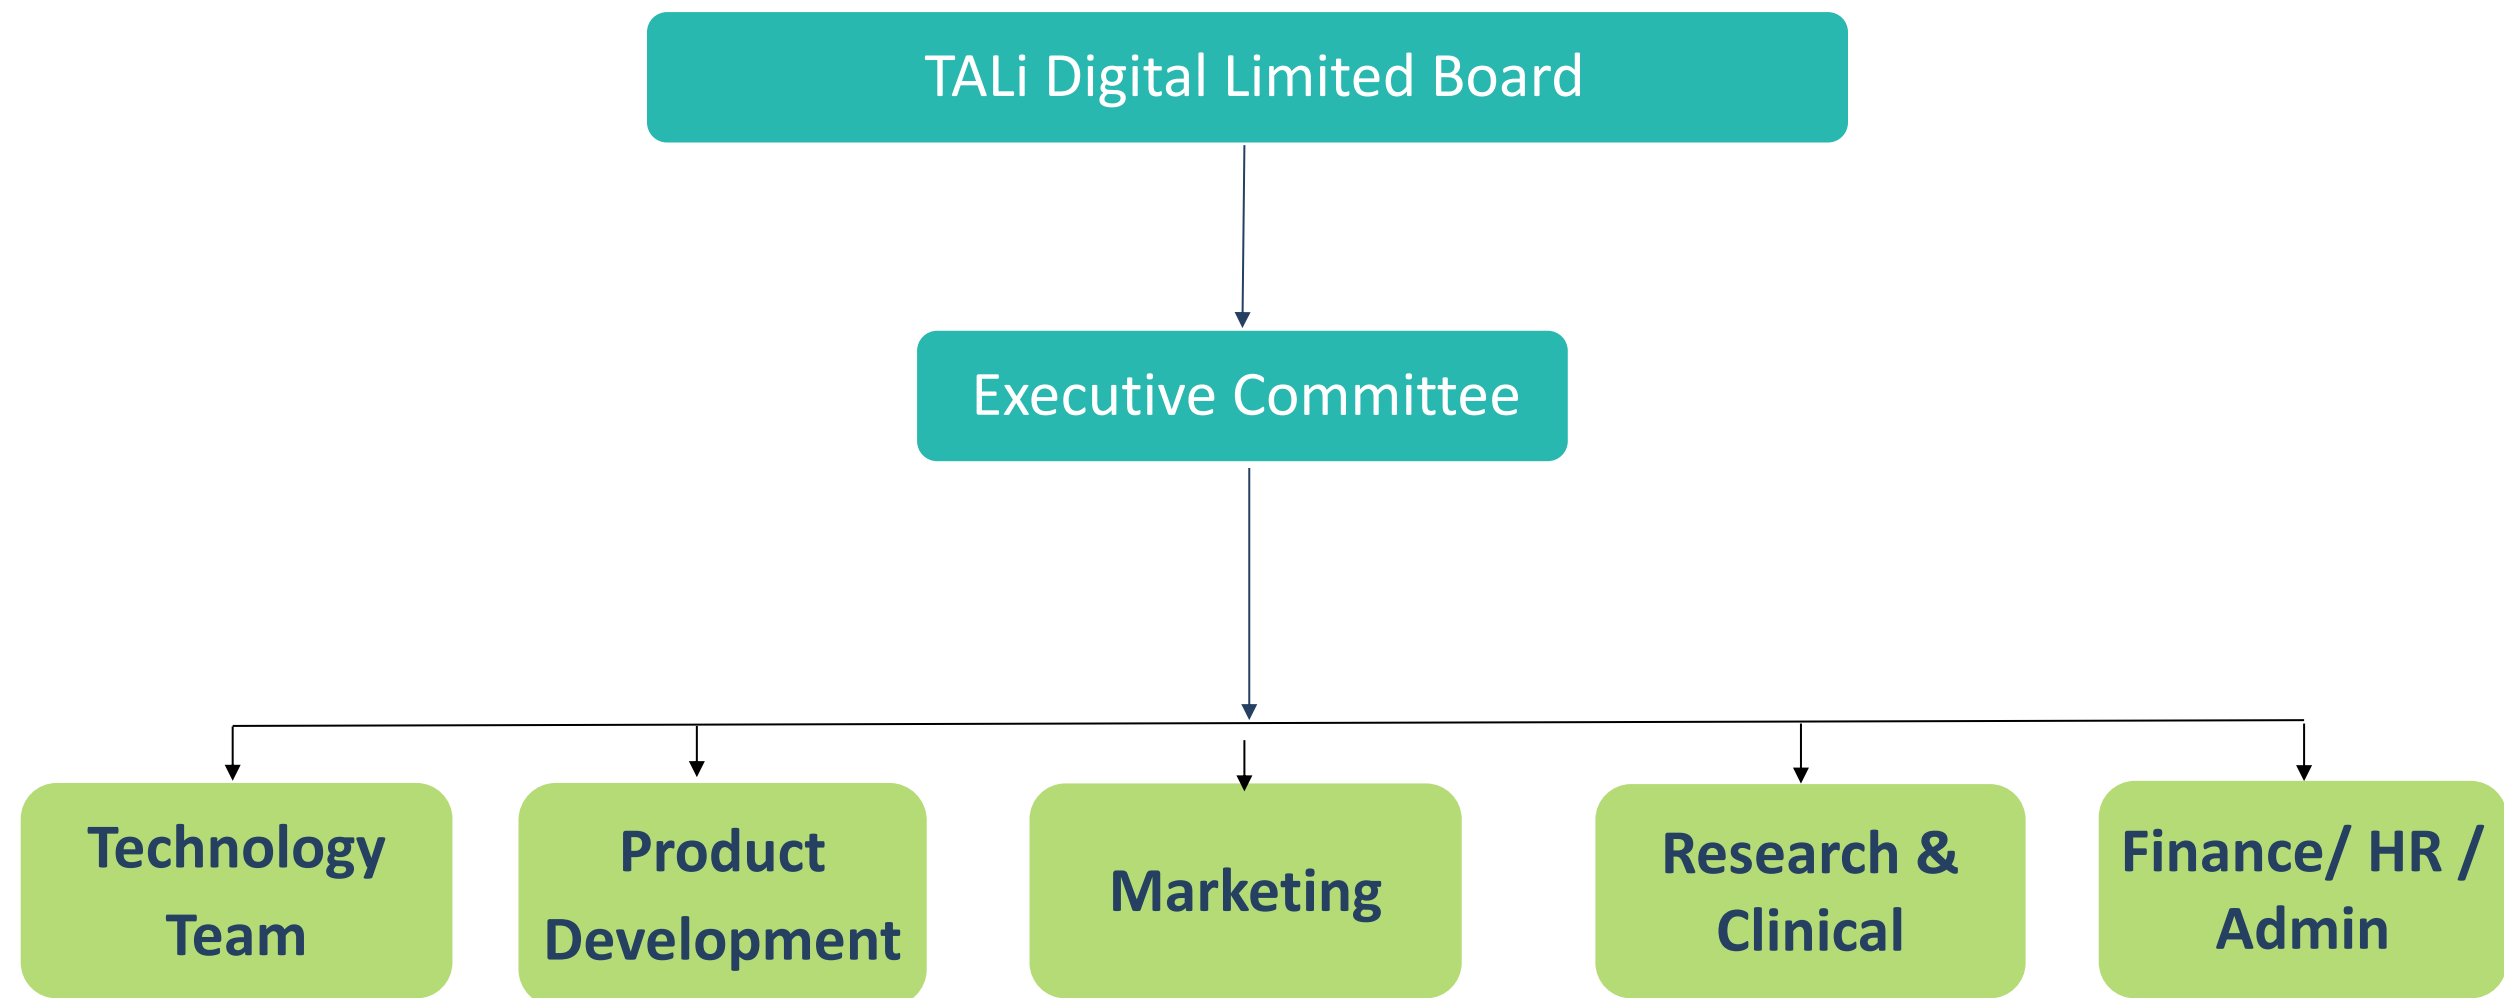 TALi Digital Limited Board
Executive Committee
Technology
Team
Product
Development
Marketing
Research &
Clinical
Finance/ HR /
Admin